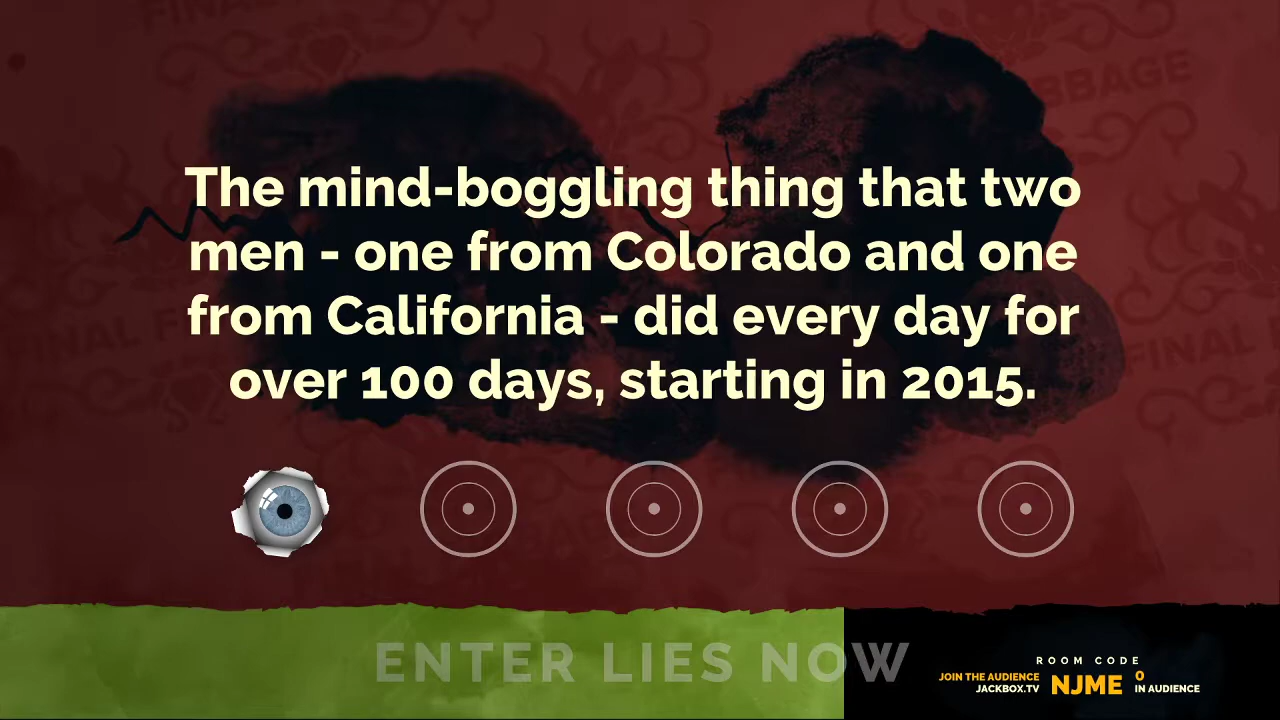 The mind-boggling thing that two
men - one from Colorado and one
from California - did every day for
over 100 days, starting in 2015.
ENTER LIES NOW
ROOM CODE
JOIN THE AUDIENCE
JACKBOX.TV
NJME
0
IN AUDIENCE